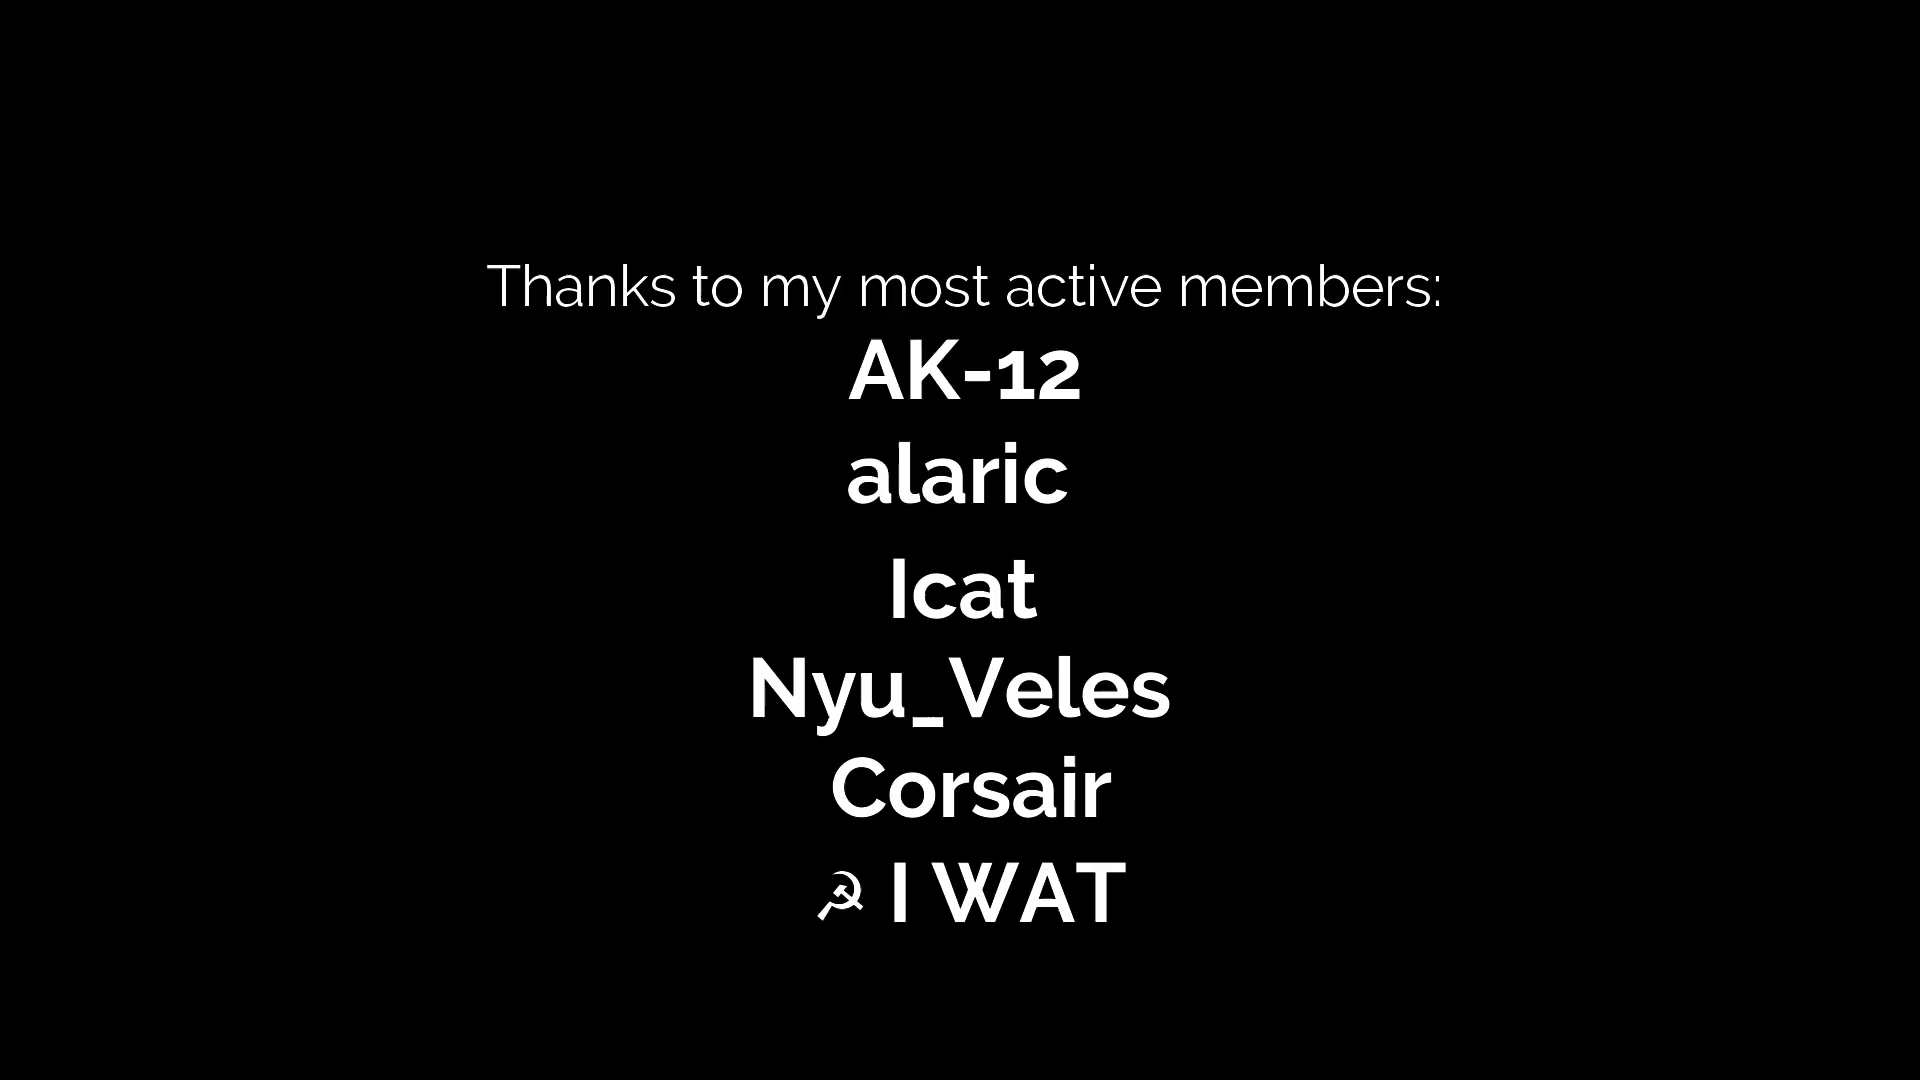 Thanks to my most active members:
AK-12
alaric
Icat
Nyu_Veles
Corsair
☭ I WAT